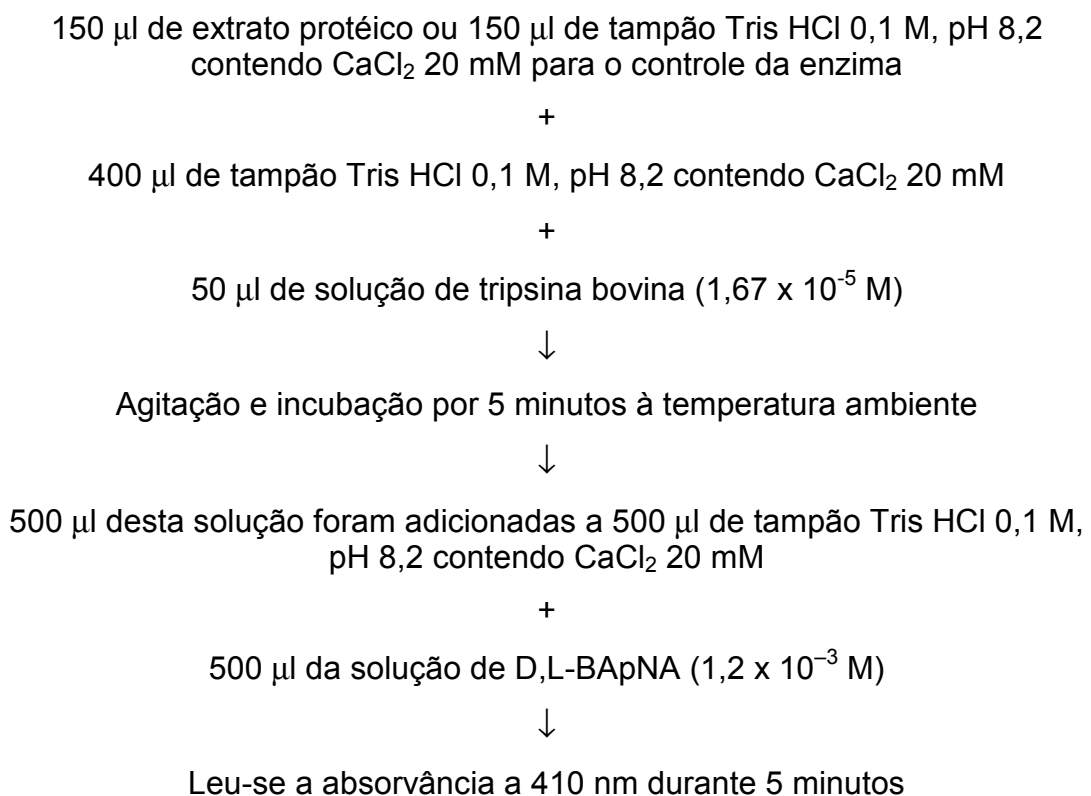 150 μl de extrato protéico ou 150 μl de tampão Tris HCl 0,1 M, pH 8,2
contendo CaCl₂ 20 mM para o controle da enzima
+
400 μl de tampão Tris HCl 0,1 M, pH 8,2 contendo CaCl₂ 20 mM
+
50 μl de solução de tripsina bovina (1,67 x 10⁻⁵ M)
↓
Agitação e incubação por 5 minutos à temperatura ambiente
↓
500 μl desta solução foram adicionadas a 500 μl de tampão Tris HCl 0,1 M,
pH 8,2 contendo CaCl₂ 20 mM
+
500 μl da solução de D,L-BApNA (1,2 x 10⁻³ M)
↓
Leu-se a absorvância a 410 nm durante 5 minutos